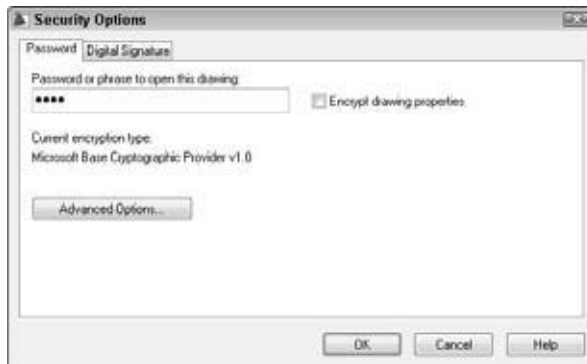 Security Options
Password
Digital Signature
Password or phrase to open this drawing:
••••
Encrypt drawing properties
Current encryption type:
Microsoft Base Cryptographic Provider v1.0
Advanced Options...
OK
Cancel
Help